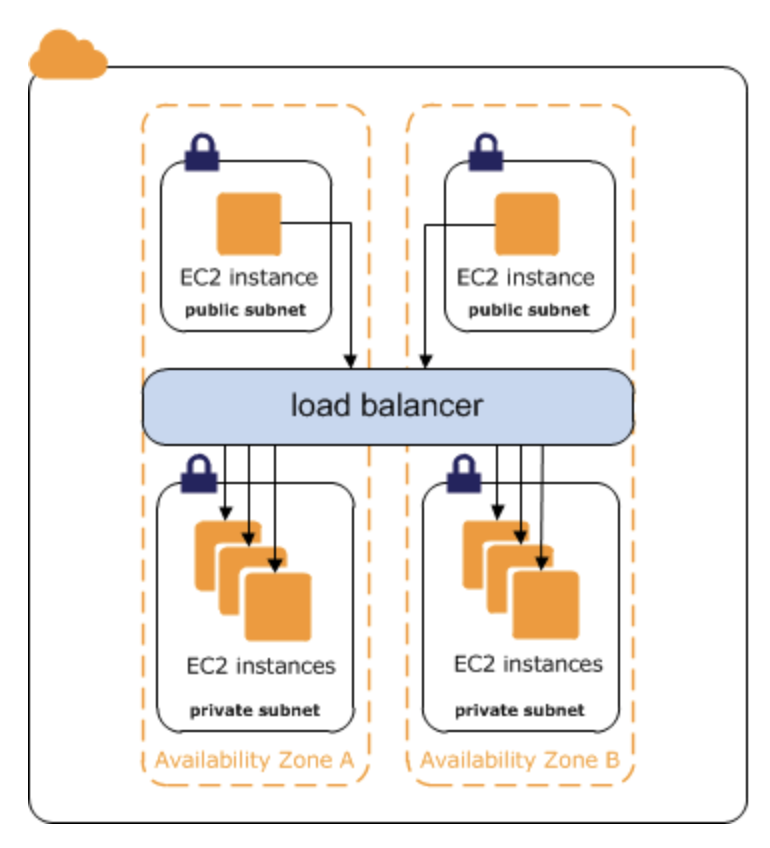 EC2 instance
public subnet
EC2 instance
public subnet
load balancer
EC2 instances
private subnet
Availability Zone A
EC2 instances
private subnet
Availability Zone B